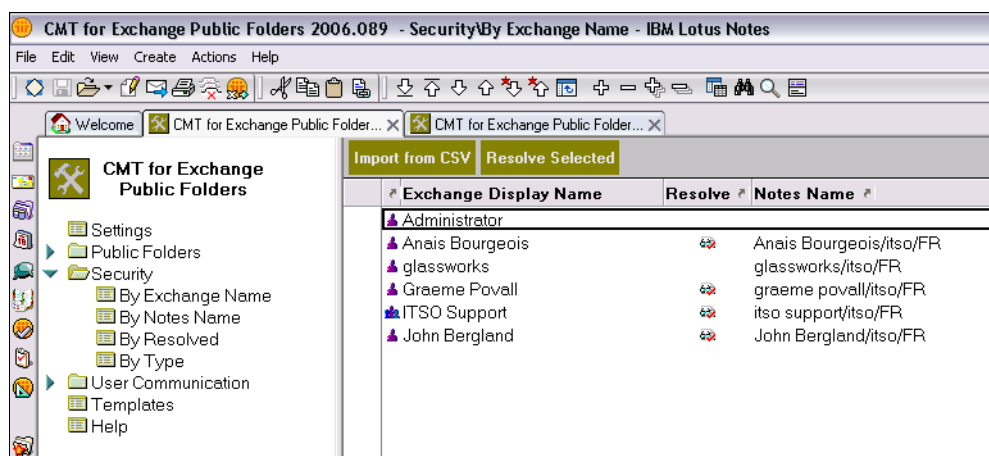 CMT for Exchange Public Folders 2006.089 - Security\By Exchange Name - IBM Lotus Notes
File Edit View Create Actions Help
Welcome CMT for Exchange Public Folder... CMT for Exchange Public Folder...
CMT for Exchange
Public Folders
Settings
Public Folders
Security
By Exchange Name
By Notes Name
By Resolved
By Type
User Communication
Templates
Help
Import from CSV Resolve Selected
Exchange Display Name Resolve Notes Name
Administrator
Anais Bourgeois Anais Bourgeois/itso/FR
glassworks glassworks/itso/FR
Graeme Povall graeme povall/itso/FR
ITSO Support itso support/itso/FR
John Bergland John Bergland/itso/FR